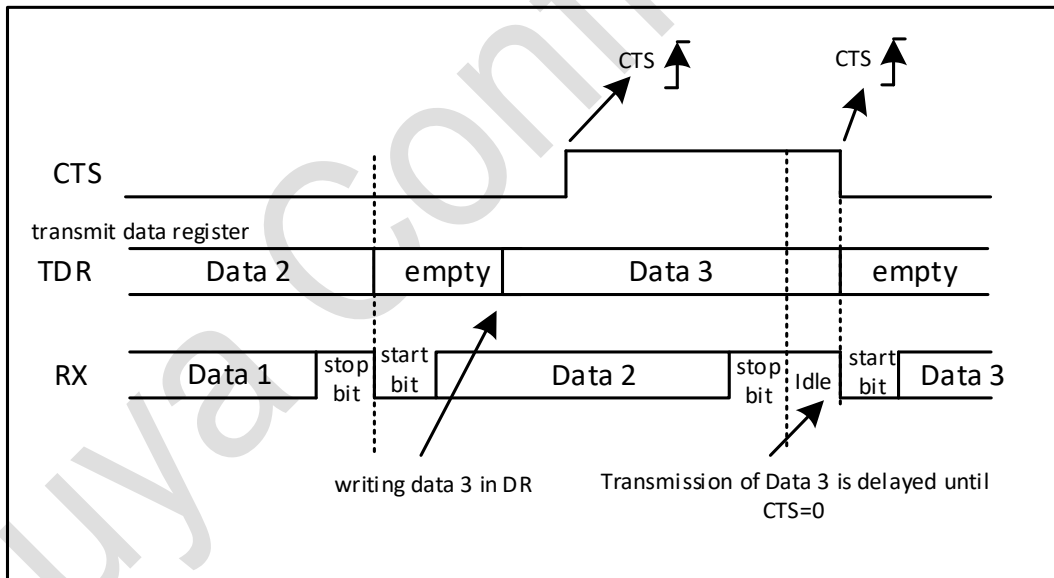 CTS
CTS
CTS
transmit data register
TDR
Data 2
empty
Data 3
empty
RX
Data 1
stop bit
start bit
Data 2
stop bit
Idle
start bit
Data 3
writing data 3 in DR
Transmission of Data 3 is delayed until
CTS=0
uya Con